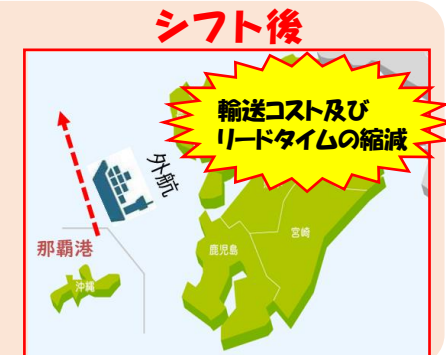 シフト後
輸送コスト及び
リードタイムの縮減
外航
那覇港
沖縄
鹿児島
宮崎